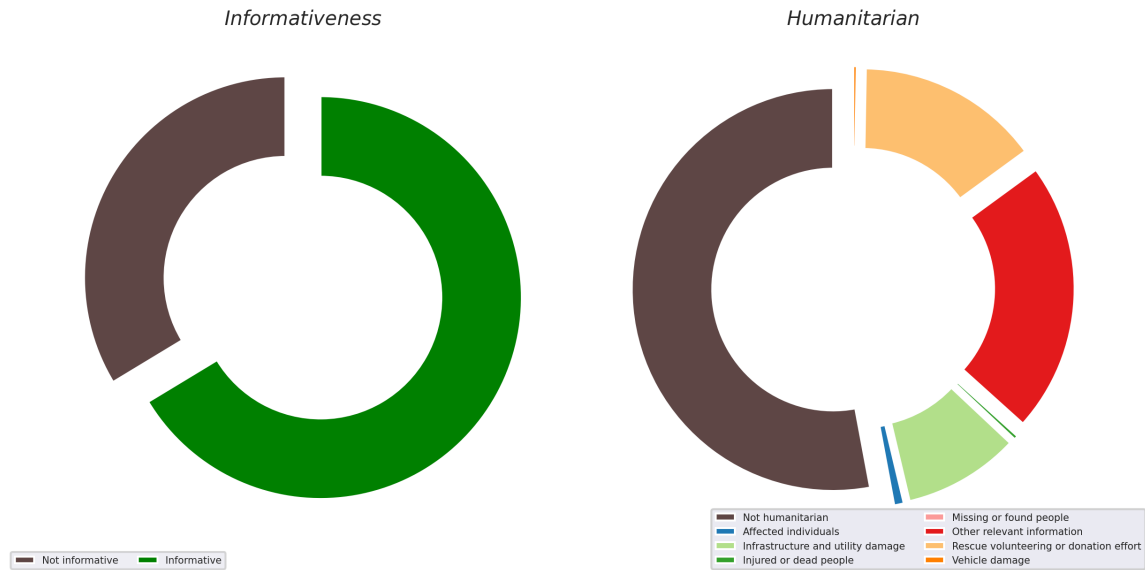 Informativeness
Humanitarian
Not informative
Informative
Not humanitarian
Affected individuals
Infrastructure and utility damage
Injured or dead people
Missing or found people
Other relevant information
Rescue volunteering or donation effort
Vehicle damage